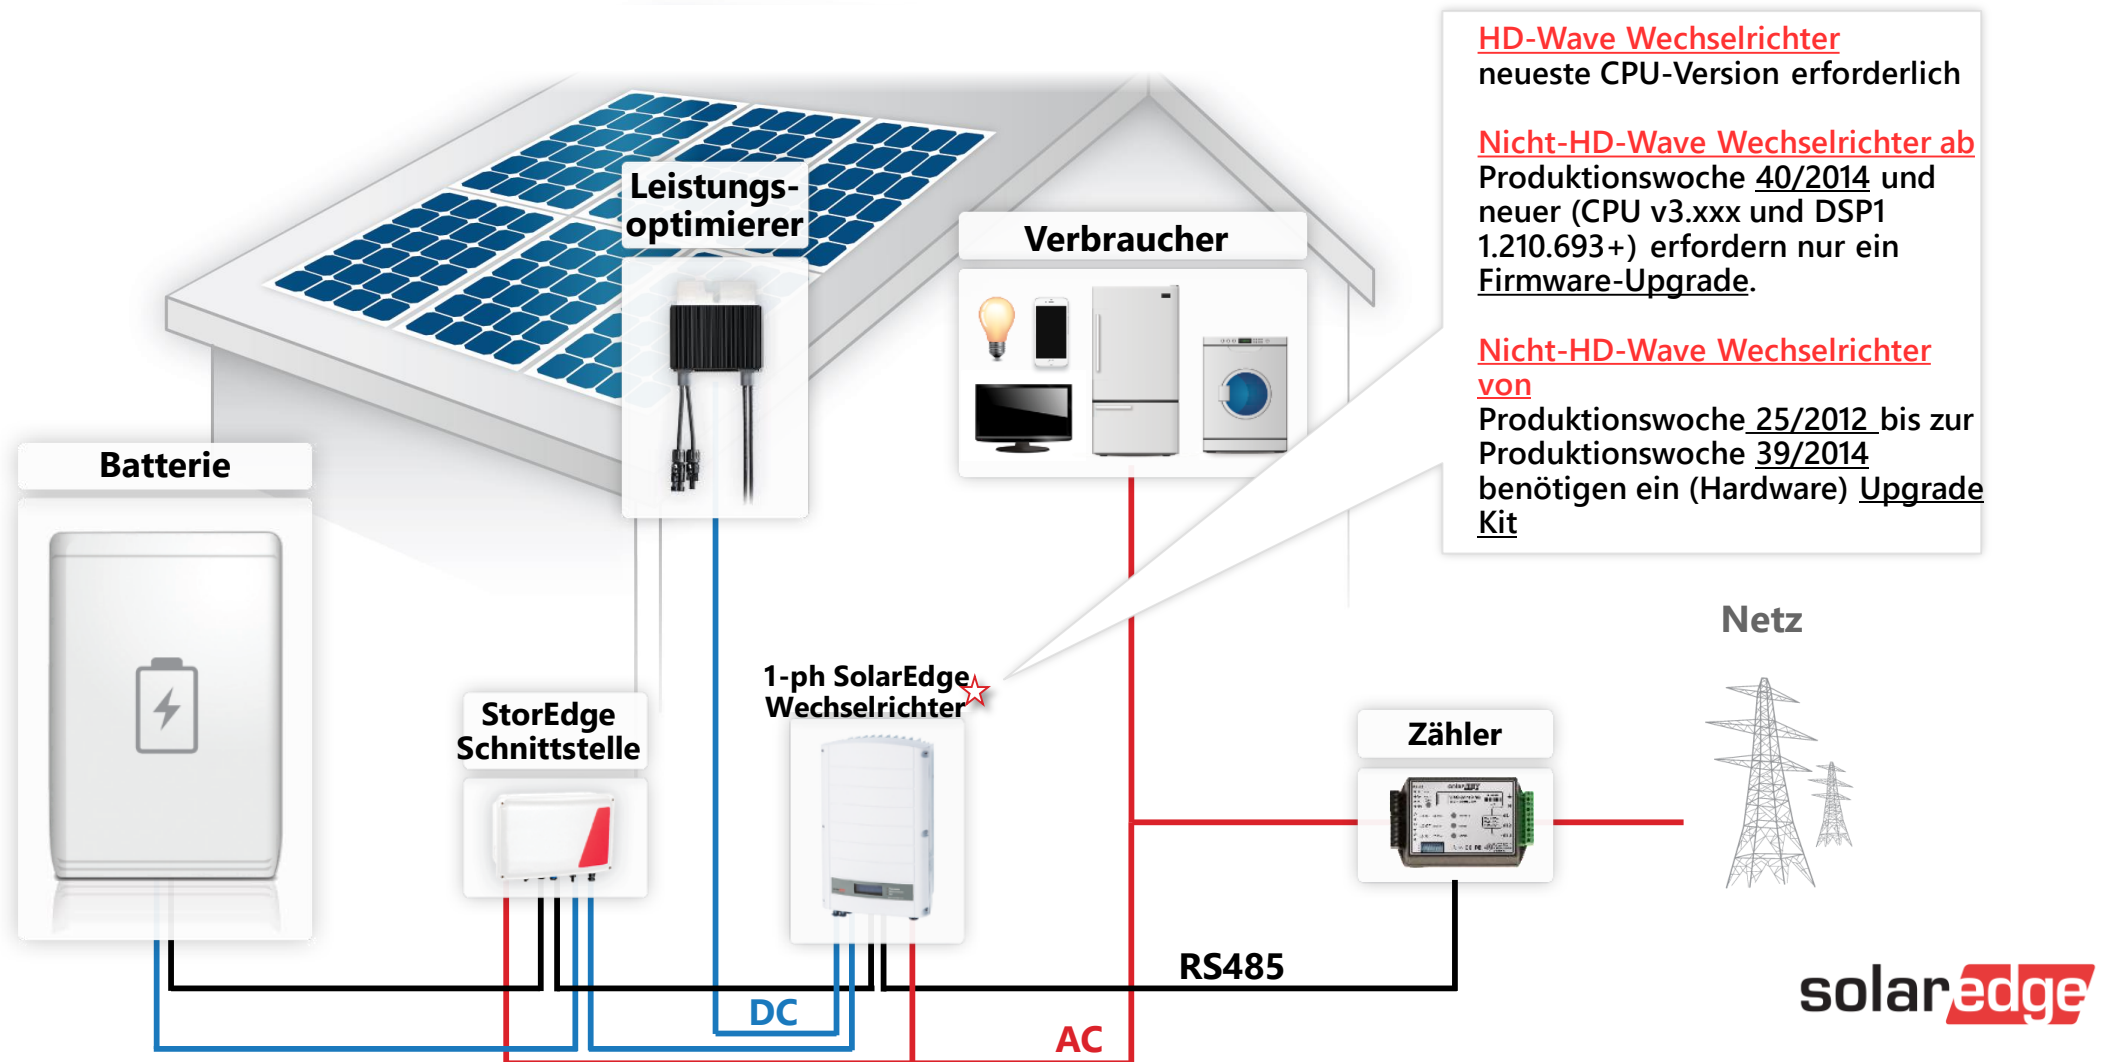 HD-Wave Wechselrichter
neueste CPU-Version erforderlich
Nicht-HD-Wave Wechselrichter ab
Produktionswoche 40/2014 und
neuer (CPU v3.xxx und DSP1
1.210.693+) erfordern nur ein
Firmware-Upgrade.
Nicht-HD-Wave Wechselrichter
von
Produktionswoche 25/2012 bis zur
Produktionswoche 39/2014
benötigen ein (Hardware) Upgrade
Kit
Leistungs-
optimierer
Verbraucher
Batterie
Netz
1-ph SolarEdge
Wechselrichter
StorEdge
Schnittstelle
Zähler
RS485
DC
AC
solaredge